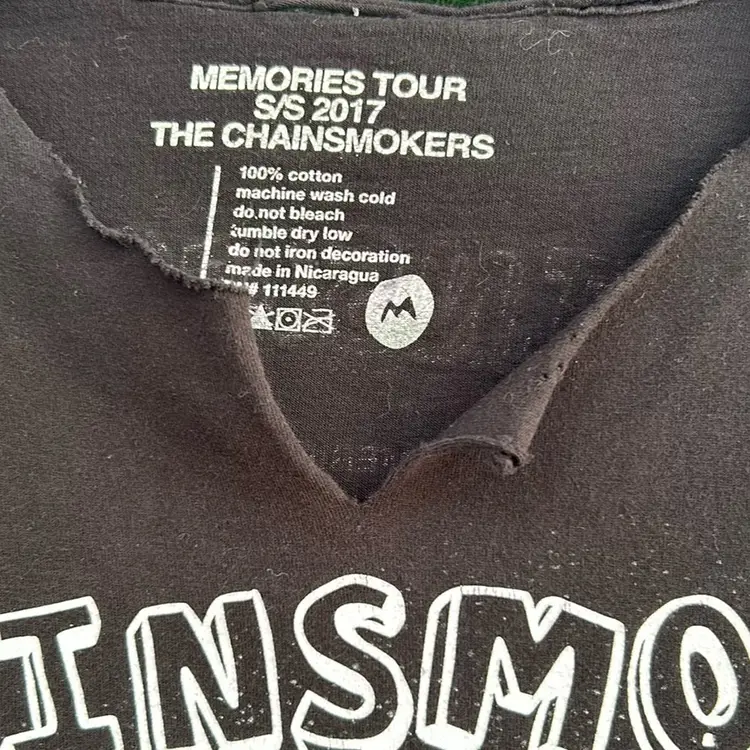 MEMORIES TOUR
S/S 2017
THE CHAINSMOKERS
100% cotton
machine wash cold
do not bleach
tumble dry low
do not iron decoration
made in Nicaragua
# 111449
M
INSMO